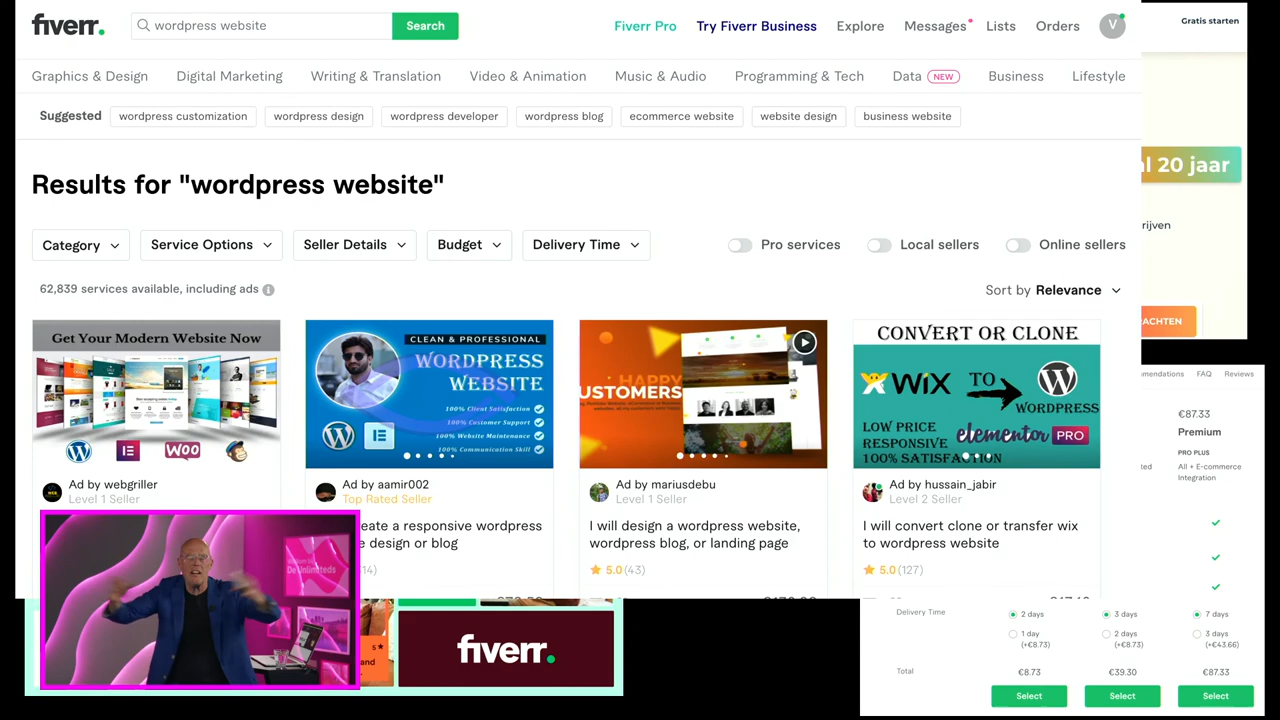 fiverr.
wordpress website
Search
Fiverr Pro
Try Fiverr Business
Explore
Messages
Lists
Orders
V
Gratis starten
Graphics & Design
Digital Marketing
Writing & Translation
Video & Animation
Music & Audio
Programming & Tech
Data NEW
Business
Lifestyle
Suggested
wordpress customization
wordpress design
wordpress developer
wordpress blog
ecommerce website
website design
business website
al 20 jaar
Results for "wordpress website"
rijven
Category
Service Options
Seller Details
Budget
Delivery Time
Pro services
Local sellers
Online sellers
62,839 services available, including ads
Sort by Relevance
ACHTEN
Get Your Modern Website Now
WOO
CLEAN & PROFESSIONAL
WORDPRESS
WEBSITE
100% Client Satisfaction
100% Customer Support
100% Website Maintenance
100% Communication Skill
HAPPY
CUSTOMERS
CONVERT OR CLONE
WIX
TO
WORDPRESS
LOW PRICE
RESPONSIVE
100% SATISFACTION
elementor PRO
mendations
FAQ
Reviews
€87.33
Premium
PRO PLUS
All + E-commerce
Integration
Ad by webgriller
Level 1 Seller
Ad by aamir002
Top Rated Seller
Ad by mariusdebu
Level 1 Seller
Ad by hussain_jabir
Level 2 Seller
eate a responsive wordpress
e design or blog
I will design a wordpress website,
wordpress blog, or landing page
I will convert clone or transfer wix
to wordpress website
14)
5.0 (43)
5.0 (127)
De Unlimiteds
fiverr.
Delivery Time
2 days
3 days
7 days
1 day
(+€8.73)
2 days
(+€8.73)
3 days
(+€43.66)
Total
€8.73
€39.30
€87.33
Select
Select
Select